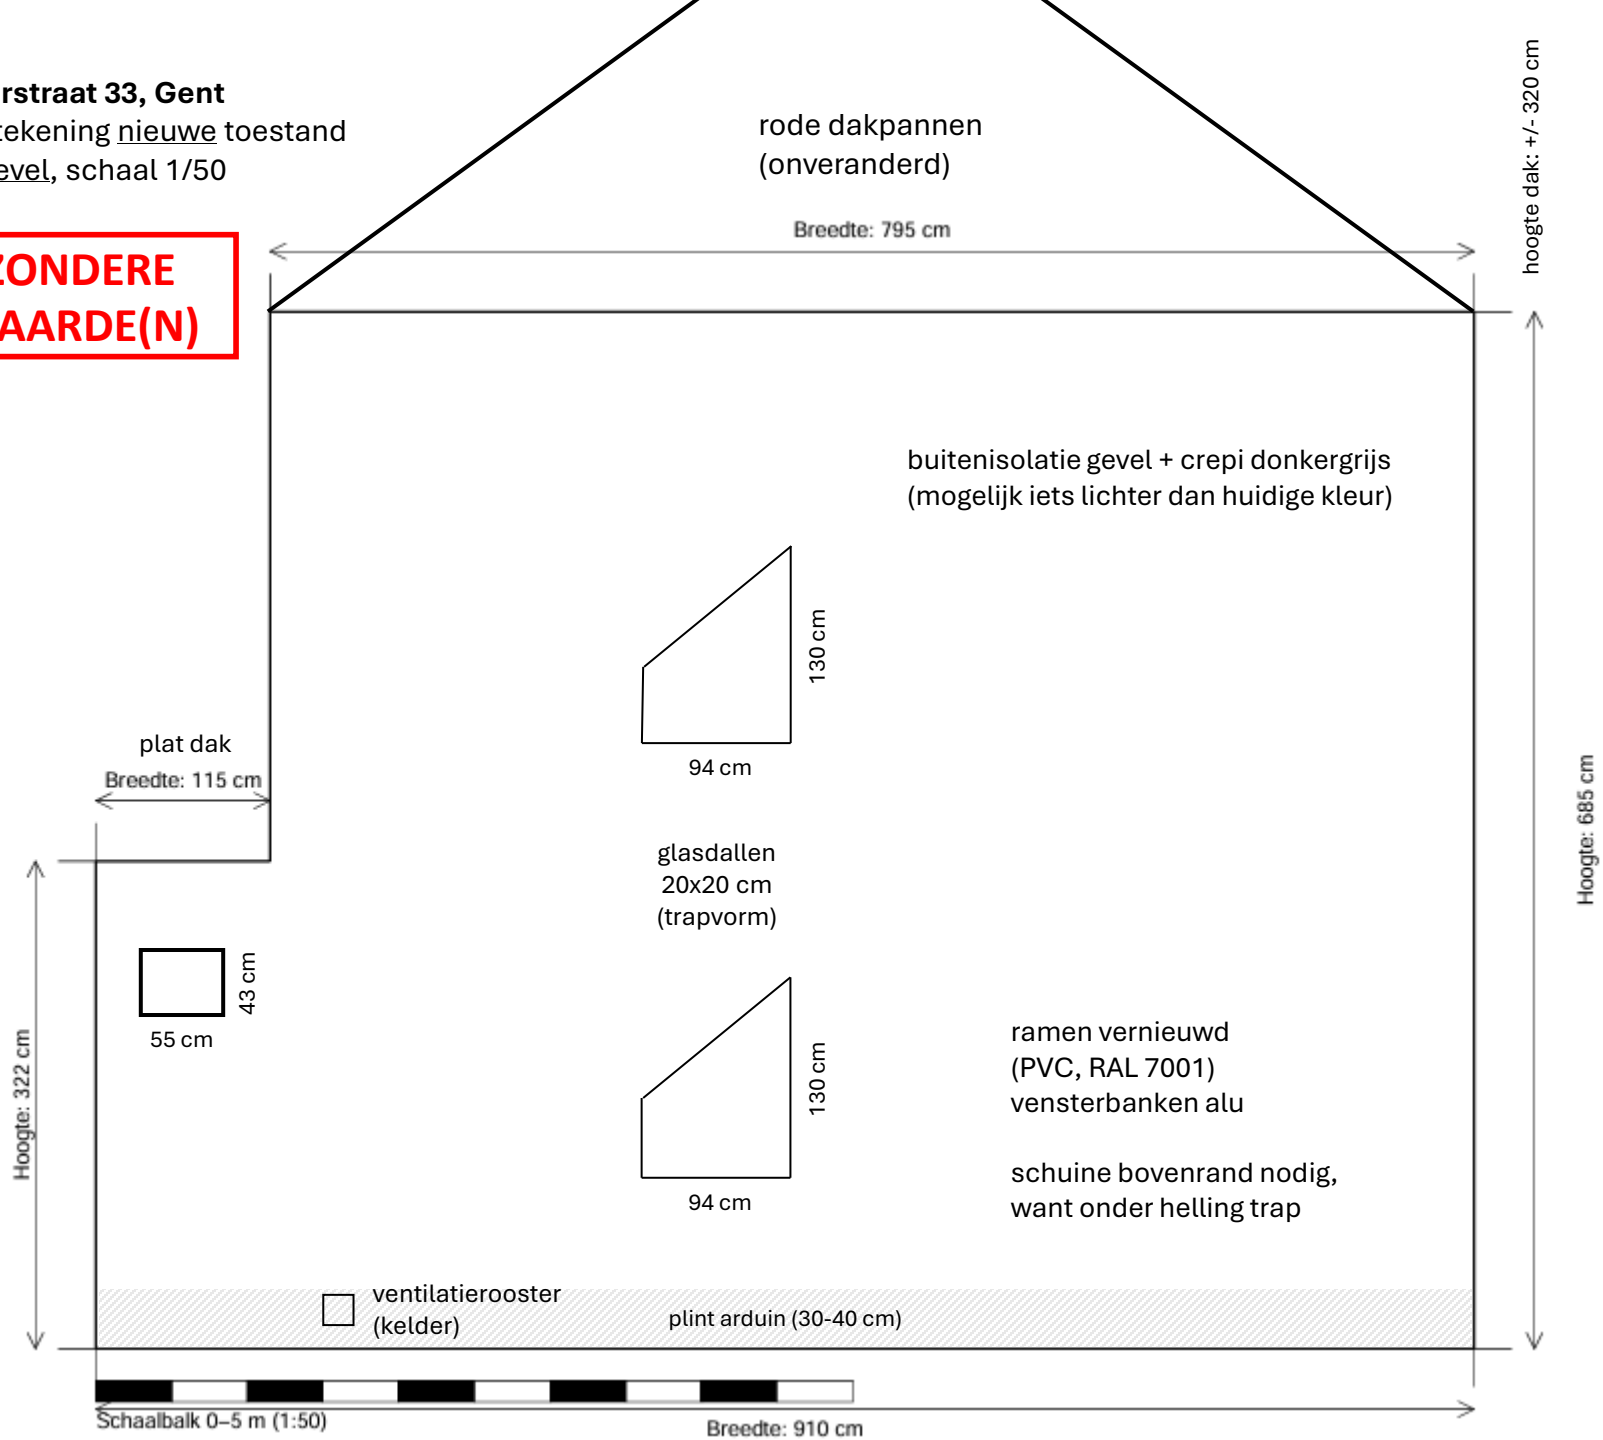 rstraat 33, Gent
tekening nieuwe toestand
evel, schaal 1/50
ZONDERE
AARDE(N)
rode dakpannen
(onveranderd)
hoogte dak: +/- 320 cm
Breedte: 795 cm
buitenisolatie gevel + crepi donkergrijs
(mogelijk iets lichter dan huidige kleur)
130 cm
94 cm
plat dak
Breedte: 115 cm
Hoogte: 685 cm
glasdallen
20x20 cm
(trapvorm)
43 cm
55 cm
Hoogte: 322 cm
130 cm
94 cm
ramen vernieuwd
(PVC, RAL 7001)
vensterbanken alu
schuine bovenrand nodig,
want onder helling trap
ventilatierooster
(kelder)
plint arduin (30-40 cm)
Schaalbalk 0–5 m (1:50)
Breedte: 910 cm